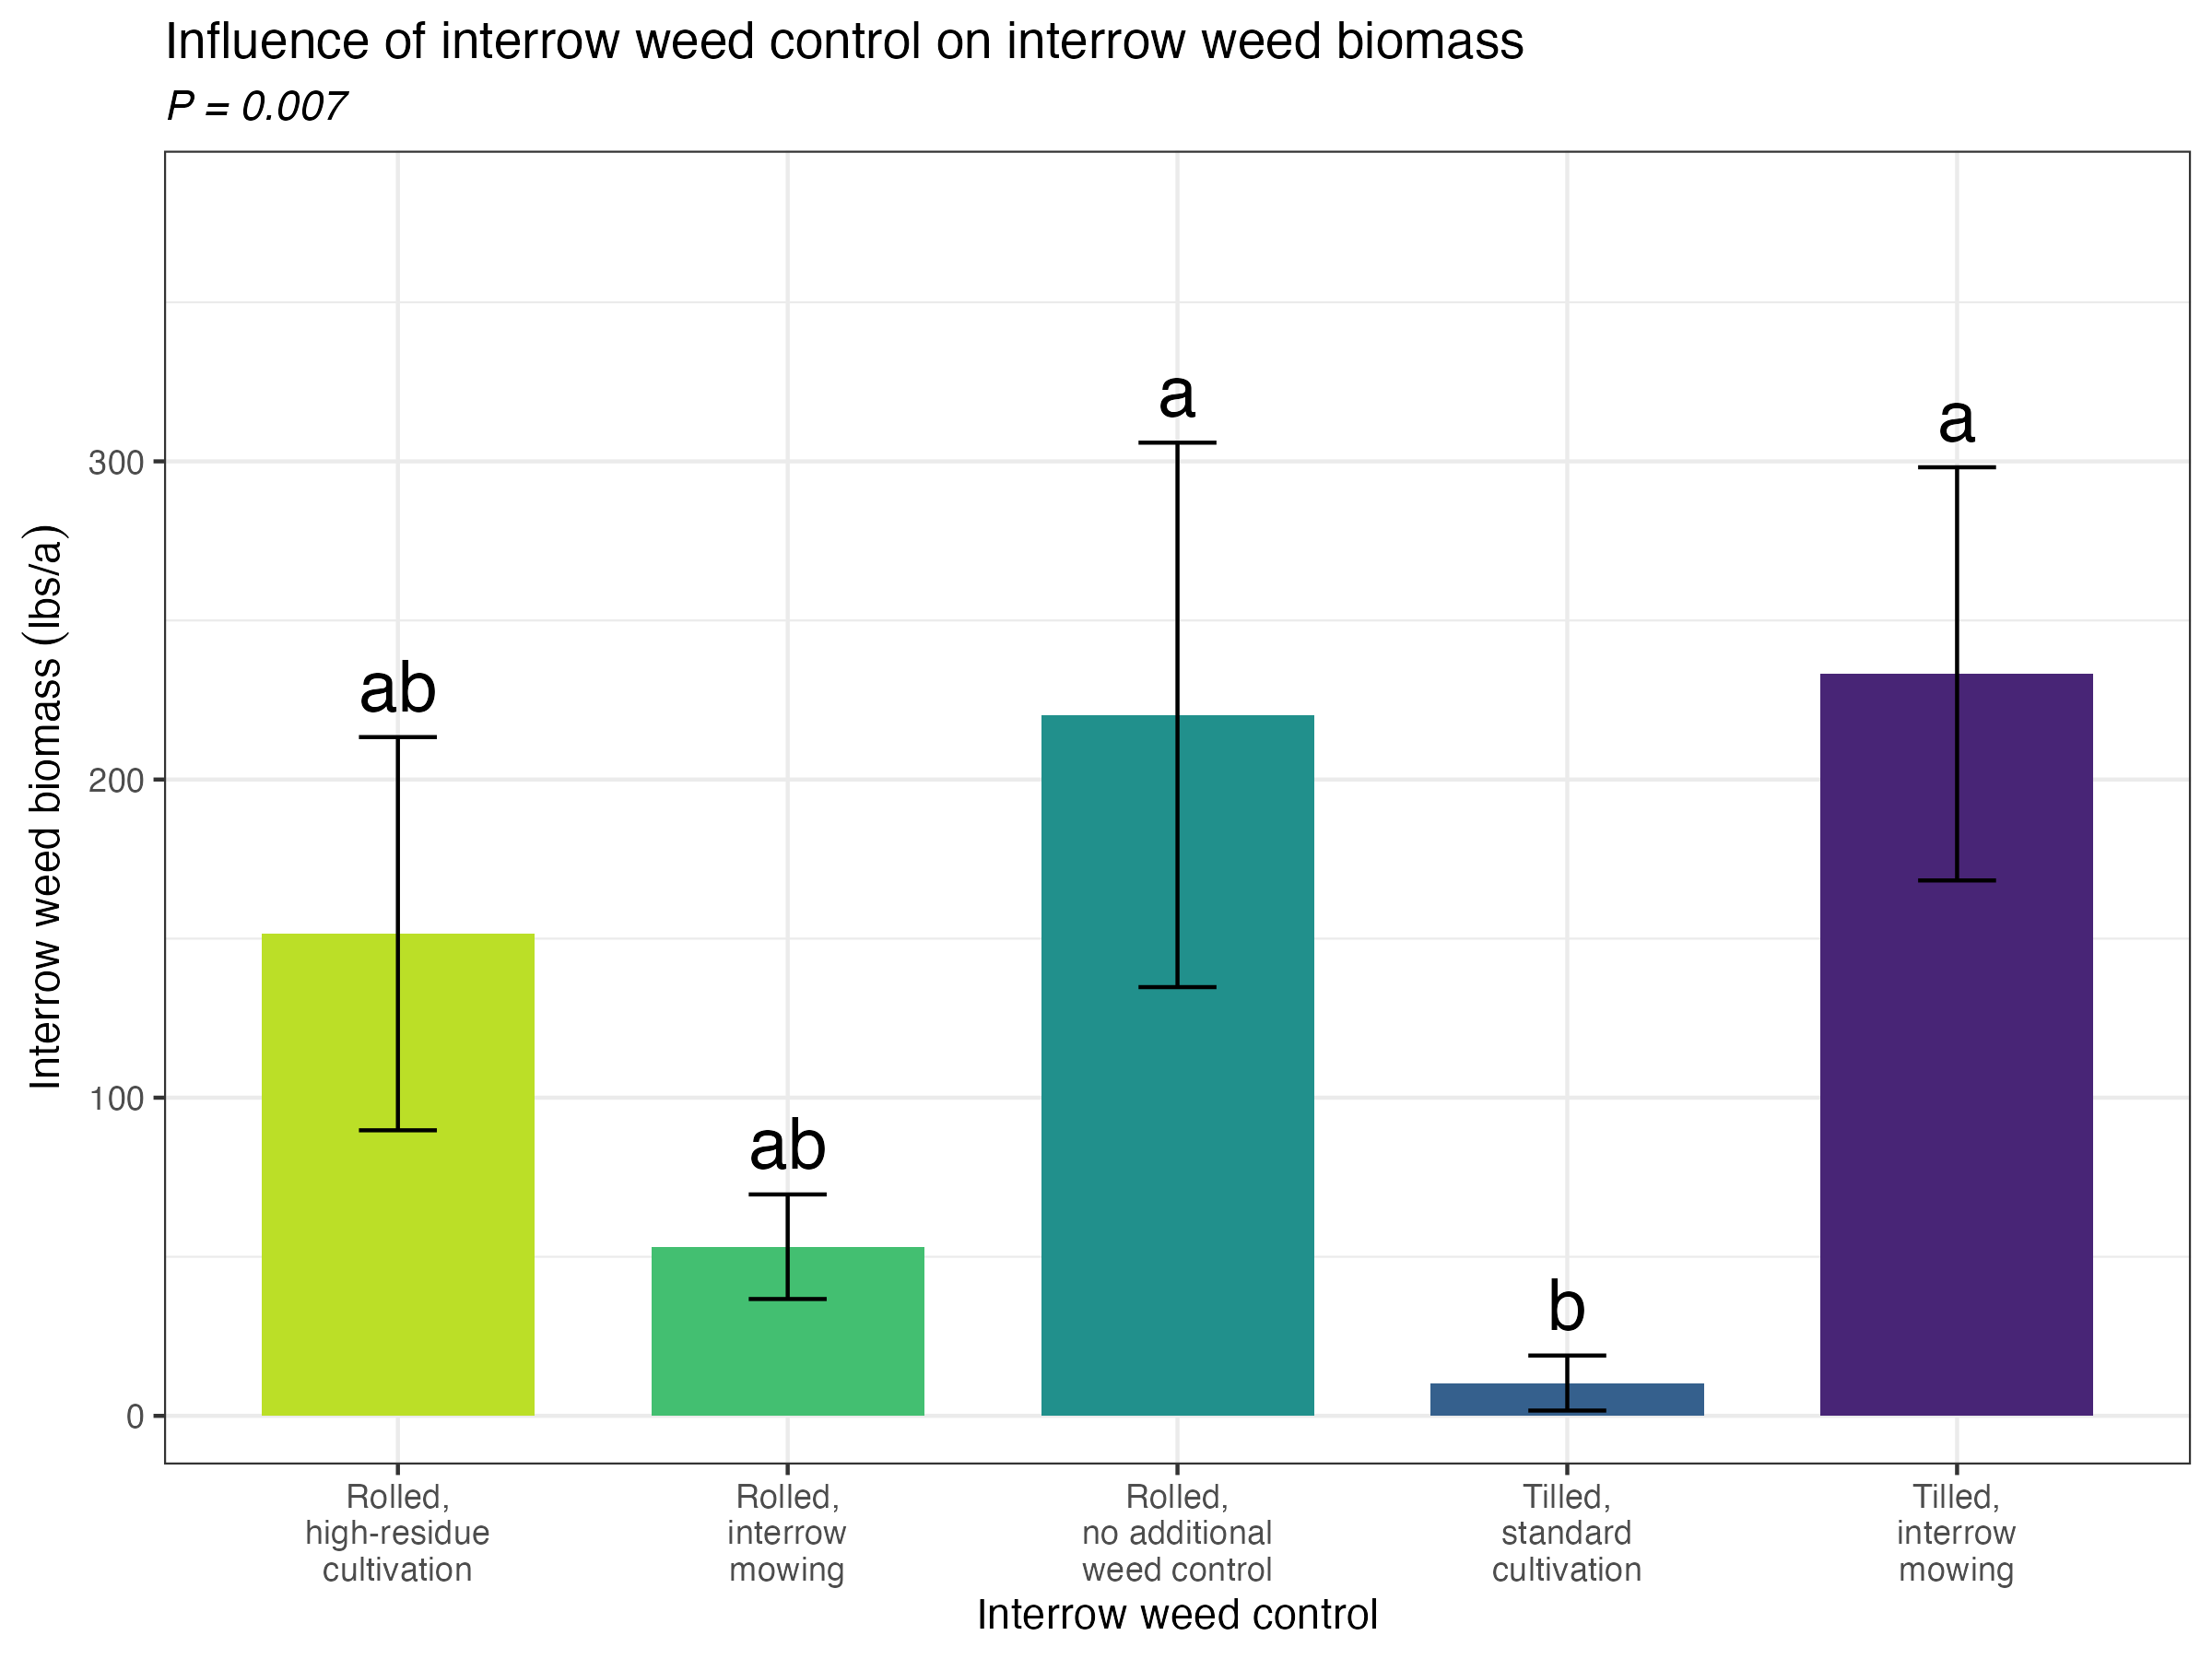 Influence of interrow weed control on interrow weed biomass
P = 0.007
Interrow weed biomass (lbs/a)
300
200
100
0
ab
ab
a
b
a
Rolled,
high-residue
cultivation
Rolled,
interrow
mowing
Rolled,
no additional
weed control
Tilled,
standard
cultivation
Tilled,
interrow
mowing
Interrow weed control